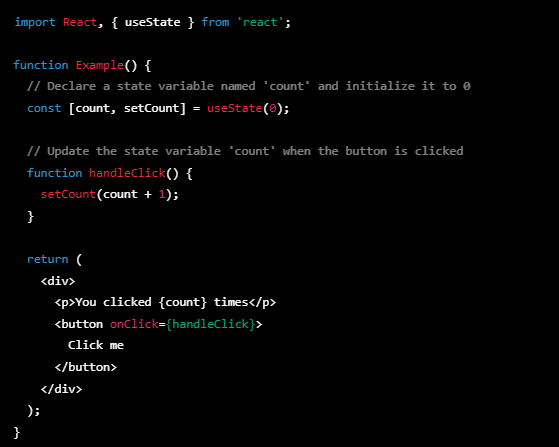 import React, { useState } from 'react';

function Example() {
  // Declare a state variable named 'count' and initialize it to 0
  const [count, setCount] = useState(0);

  // Update the state variable 'count' when the button is clicked
  function handleClick() {
    setCount(count + 1);
  }

  return (
    <div>
      <p>You clicked {count} times</p>
      <button onClick={handleClick}>
        Click me
      </button>
    </div>
  );
}